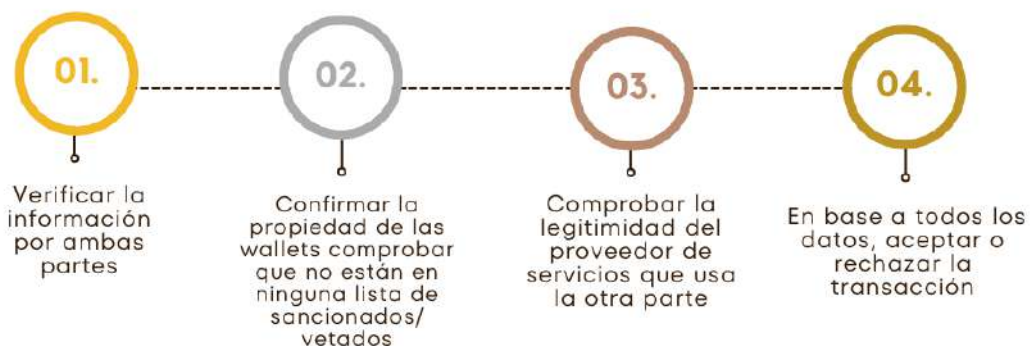 01.
Verificar la
información
por ambas
partes
02.
Confirmar la
propiedad de las
wallets comprobar
que no están en
ninguna lista de
sancionados/
vetados
03.
Comprobar la
legitimidad del
proveedor de
servicios que usa
la otra parte
04.
En base a todos los
datos, aceptar o
rechazar la
transacción